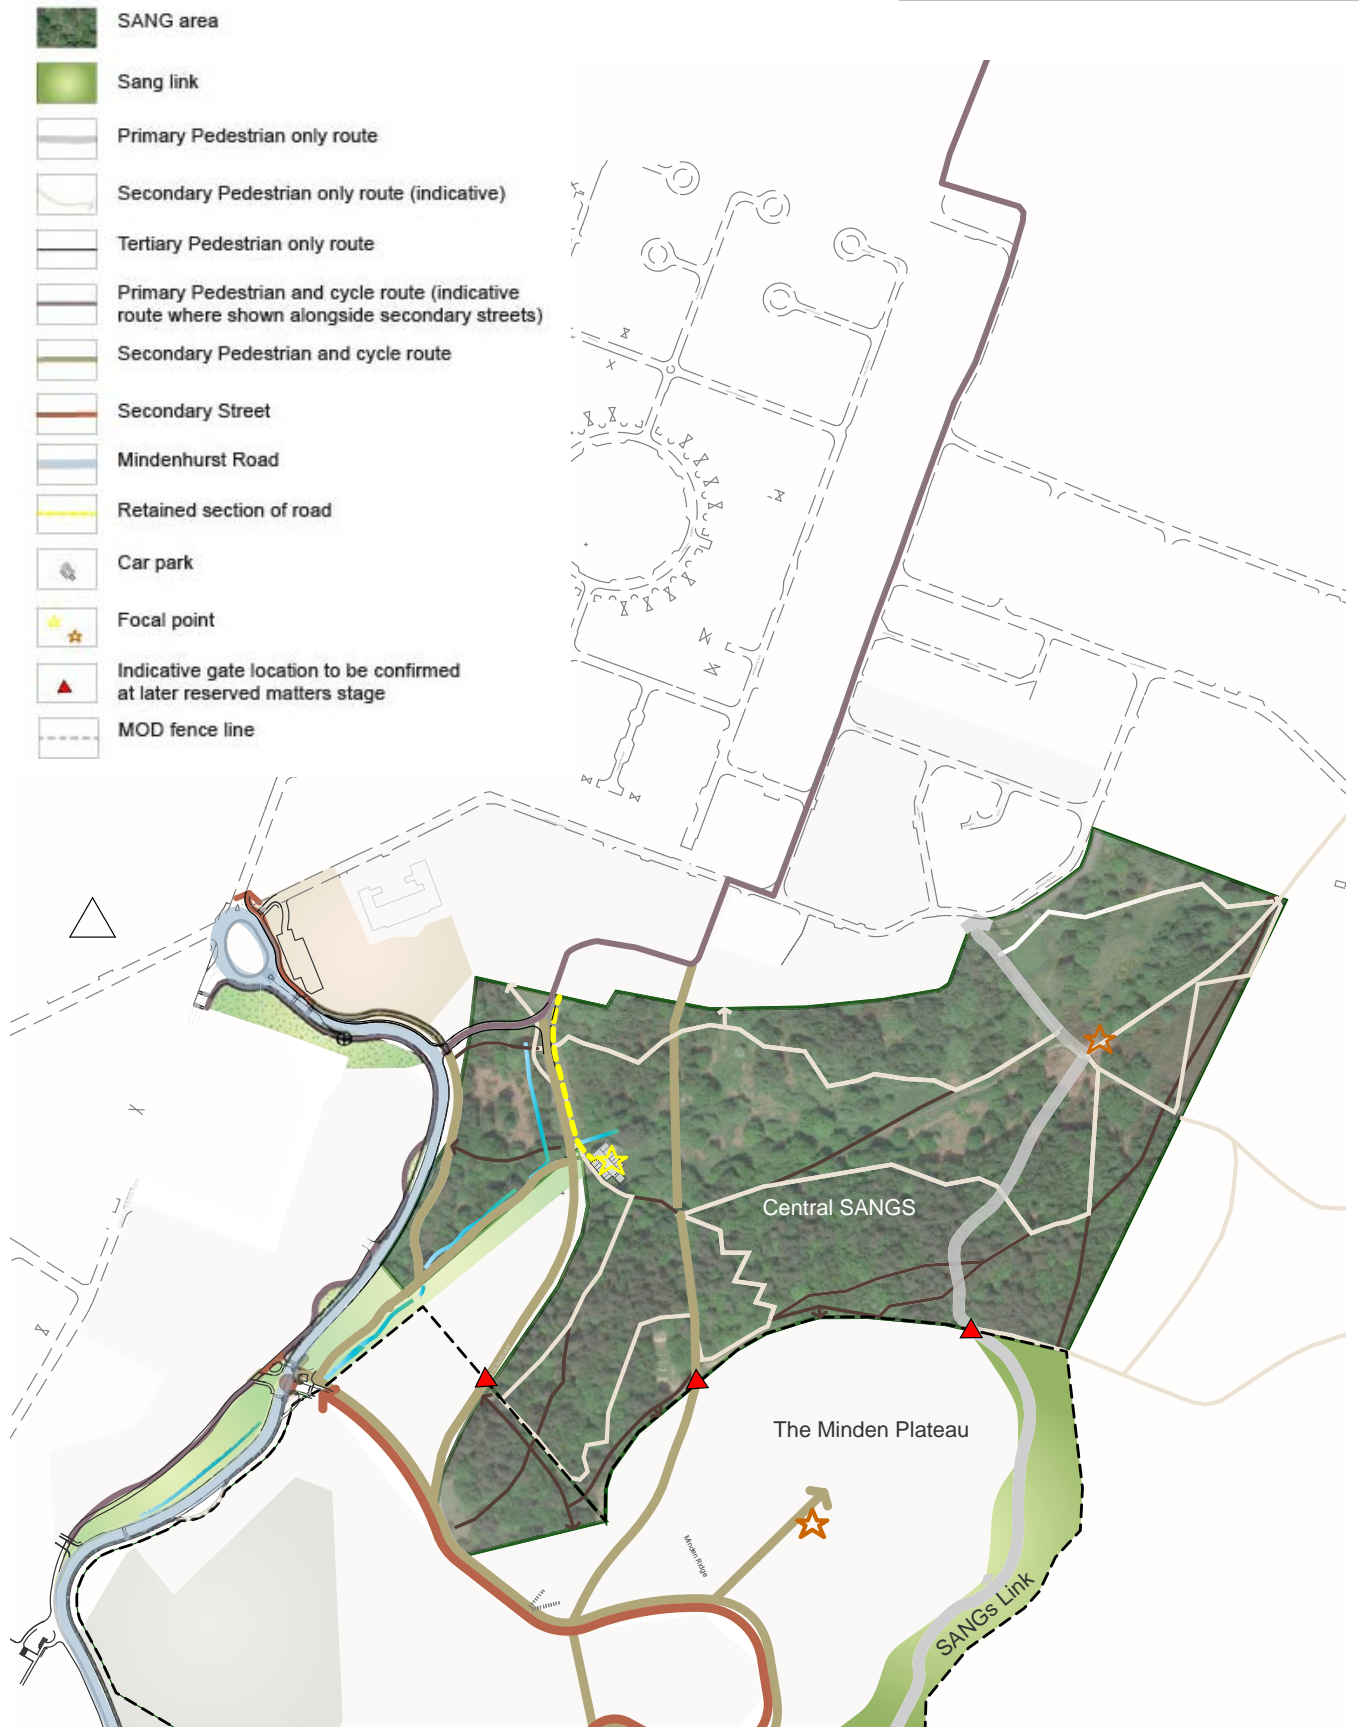 SANG area
Sang link
Primary Pedestrian only route
Secondary Pedestrian only route (indicative)
Tertiary Pedestrian only route
Primary Pedestrian and cycle route (indicative
route where shown alongside secondary streets)
Secondary Pedestrian and cycle route
Secondary Street
Mindenhurst Road
Retained section of road
Car park
Focal point
Indicative gate location to be confirmed
at later reserved matters stage
MOD fence line
Central SANGS
The Minden Plateau
Minden Ridge
SANGs Link